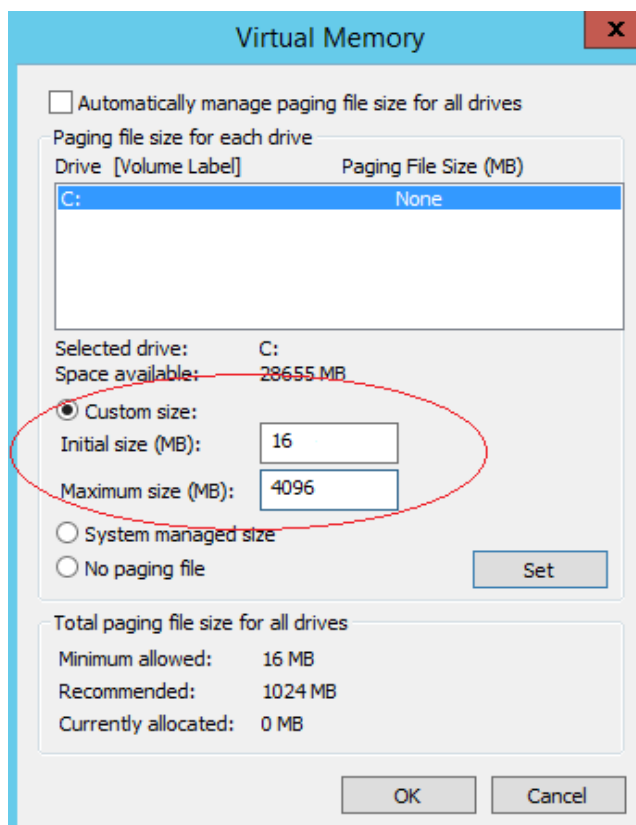 Virtual Memory
x
Automatically manage paging file size for all drives
Paging file size for each drive
Drive [Volume Label] Paging File Size (MB)
C: None
Selected drive: C:
Space available: 28655 MB
Custom size:
Initial size (MB): 16
Maximum size (MB): 4096
System managed size
No paging file Set
Total paging file size for all drives
Minimum allowed: 16 MB
Recommended: 1024 MB
Currently allocated: 0 MB
OK Cancel